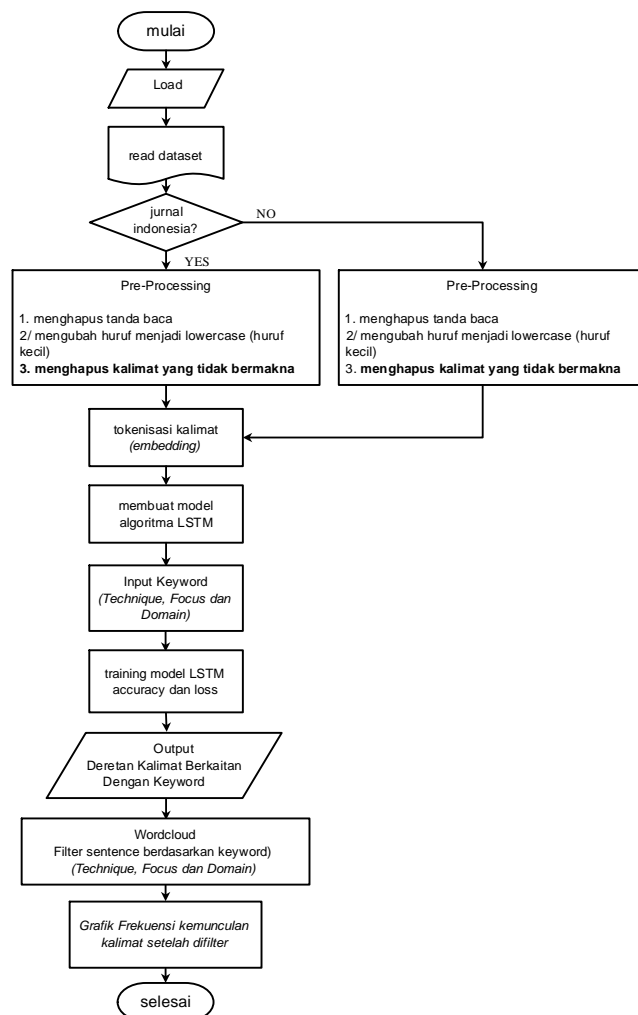 mulai
Load
read dataset
jurnal
indonesia?
NO
YES
Pre-Processing
1. menghapus tanda baca
2/ mengubah huruf menjadi lowercase (huruf
kecil)
3. menghapus kalimat yang tidak bermakna
Pre-Processing
1. menghapus tanda baca
2/ mengubah huruf menjadi lowercase (huruf
kecil)
3. menghapus kalimat yang tidak bermakna
tokenisasi kalimat
(embedding)
membuat model
algoritma LSTM
Input Keyword
(Technique, Focus dan
Domain)
training model LSTM
accuracy dan loss
Output
Deretan Kalimat Berkaitan
Dengan Keyword
Wordcloud
Filter sentence berdasarkan keyword)
(Technique, Focus dan Domain)
Grafik Frekuensi kemunculan
kalimat setelah difilter
selesai